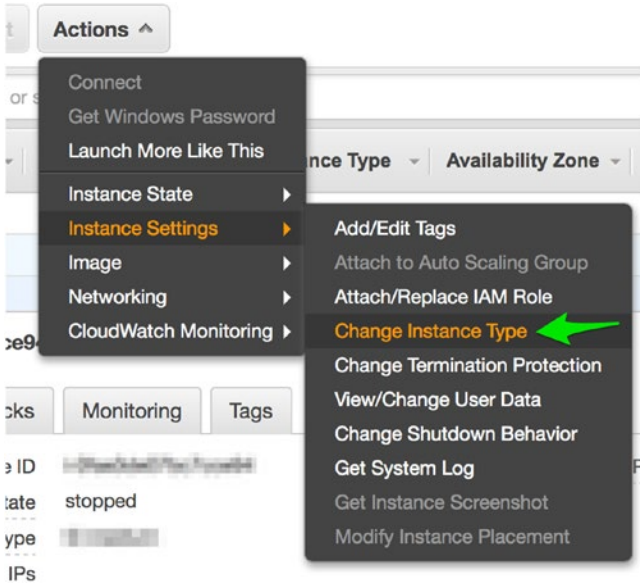 Actions
or s
Connect
Get Windows Password
Launch More Like This
nce Type
Availability Zone
Instance State
Instance Settings
Add/Edit Tags
Image
Attach to Auto Scaling Group
Networking
Attach/Replace IAM Role
CloudWatch Monitoring
Change Instance Type
ce9
Change Termination Protection
View/Change User Data
cks
Monitoring
Tags
Change Shutdown Behavior
e ID
Get System Log
tate
stopped
Get Instance Screenshot
ype
Modify Instance Placement
IPs